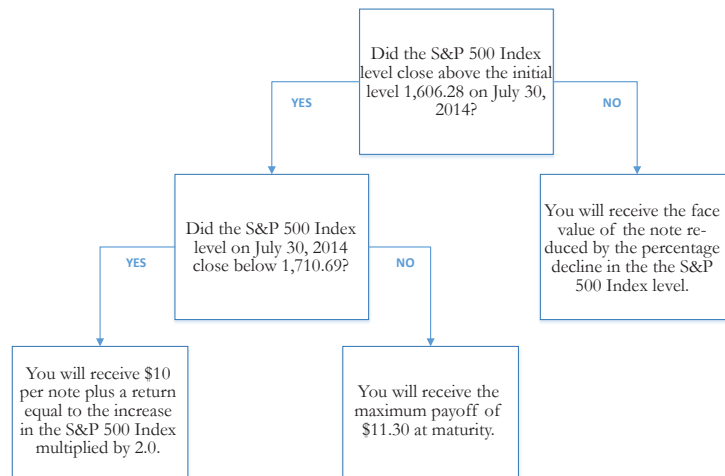 Did the S&P 500 Index
level close above the initial
level 1,606.28 on July 30,
2014?
YES
NO
Did the S&P 500 Index
level on July 30, 2014
close below 1,710.69?
You will receive the face
value of the note re-
duced by the percentage
decline in the the S&P
500 Index level.
YES
NO
You will receive $10
per note plus a return
equal to the increase
in the S&P 500 Index
multiplied by 2.0.
You will receive the
maximum payoff of
$11.30 at maturity.